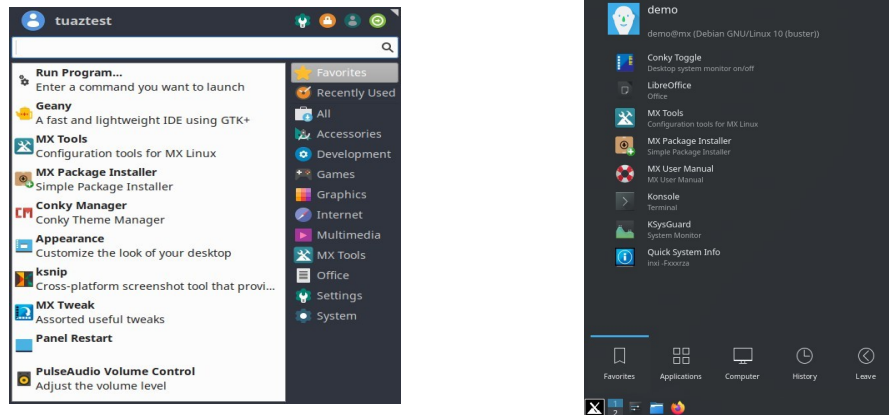 tuaztest
Run Program...
Enter a command you want to launch
Geany
A fast and lightweight IDE using GTK+
MX Tools
Configuration tools for MX Linux
MX Package Installer
Simple Package Installer
Conky Manager
Conky Theme Manager
Appearance
Customize the look of your desktop
ksnip
Cross-platform screenshot tool that provi...
MX Tweak
Assorted useful tweaks
Panel Restart
PulseAudio Volume Control
Adjust the volume level
Favorites
Recently Used
All
Accessories
Development
Games
Graphics
Internet
Multimedia
MX Tools
Office
Settings
System
demo
demo@mx (Debian GNU/Linux 10 (buster))
Conky Toggle
Desktop system monitor on/off
LibreOffice
Office
MX Tools
Configuration tools for MX Linux
MX Package Installer
Simple Package Installer
MX User Manual
MX User Manual
Konsole
Terminal
KSysGuard
System Monitor
Quick System Info
inxi -Fxxxrza
Favorites
Applications
Computer
History
Leave
1
2